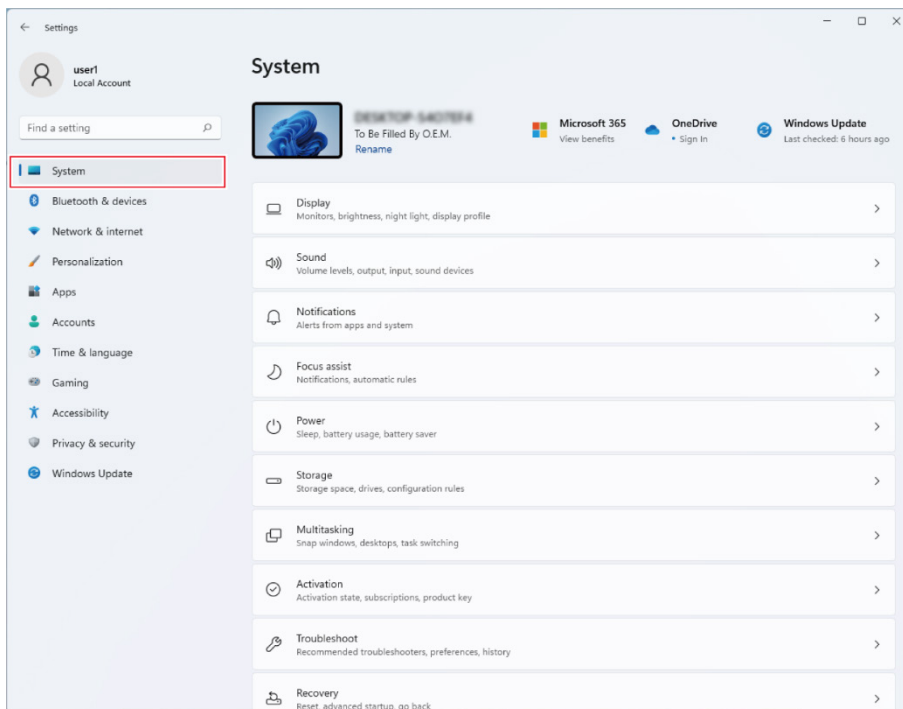 Settings
user1
Local Account
Find a setting
System
Bluetooth & devices
Network & internet
Personalization
Apps
Accounts
Time & language
Gaming
Accessibility
Privacy & security
Windows Update
System
To Be Filled By O.E.M.
Rename
Microsoft 365
View benefits
OneDrive
• Sign In
Windows Update
Last checked: 6 hours ago
Display
Monitors, brightness, night light, display profile
Sound
Volume levels, output, input, sound devices
Notifications
Alerts from apps and system
Focus assist
Notifications, automatic rules
Power
Sleep, battery usage, battery saver
Storage
Storage space, drives, configuration rules
Multitasking
Snap windows, desktops, task switching
Activation
Activation state, subscriptions, product key
Troubleshoot
Recommended troubleshooters, preferences, history
Recovery
Reset, advanced startup, go back